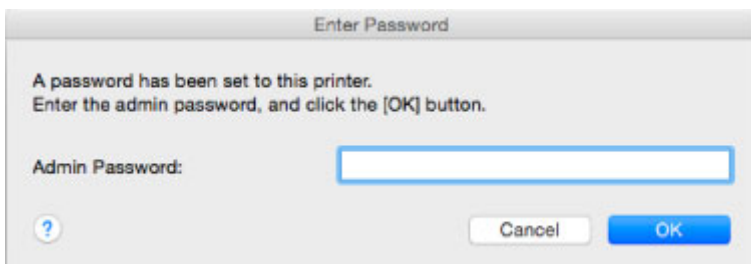 Enter Password
A password has been set to this printer.
Enter the admin password, and click the [OK] button.
Admin Password:
?
Cancel
OK